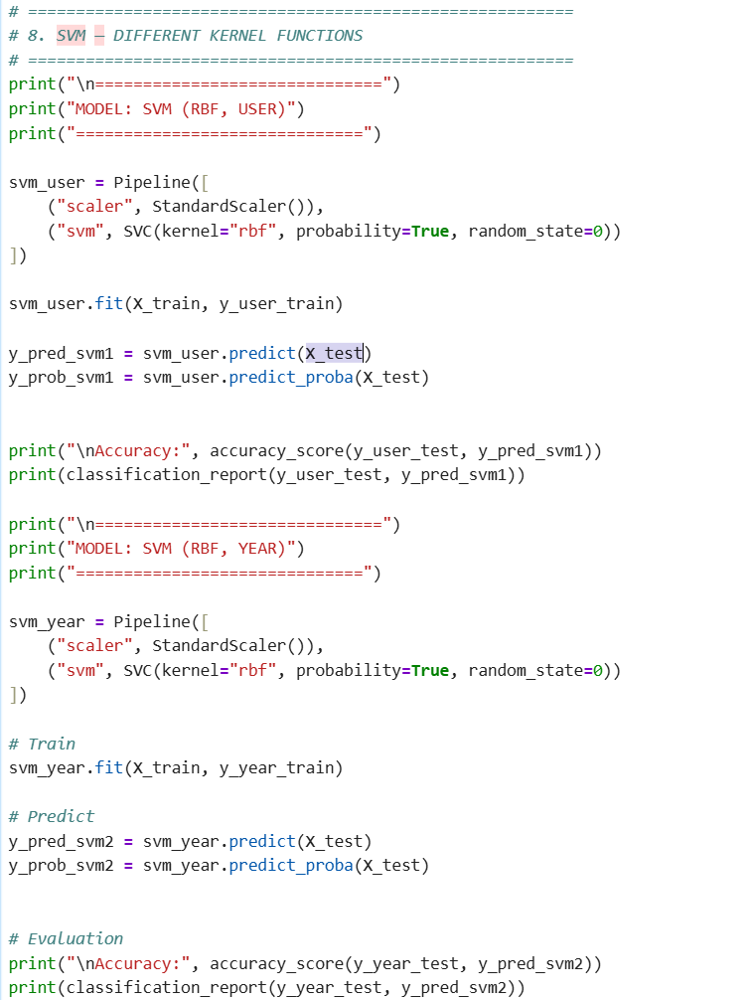 # =========================================================
# 8. SVM – DIFFERENT KERNEL FUNCTIONS
# =========================================================
print("\n==============================")
print("MODEL: SVM (RBF, USER)")
print("==============================")
svm_user = Pipeline([
    ("scaler", StandardScaler()),
    ("svm", SVC(kernel="rbf", probability=True, random_state=0))
])
svm_user.fit(X_train, y_user_train)
y_pred_svm1 = svm_user.predict(X_test)
y_prob_svm1 = svm_user.predict_proba(X_test)
print("\nAccuracy:", accuracy_score(y_user_test, y_pred_svm1))
print(classification_report(y_user_test, y_pred_svm1))
print("\n==============================")
print("MODEL: SVM (RBF, YEAR)")
print("==============================")
svm_year = Pipeline([
    ("scaler", StandardScaler()),
    ("svm", SVC(kernel="rbf", probability=True, random_state=0))
])
# Train
svm_year.fit(X_train, y_year_train)
# Predict
y_pred_svm2 = svm_year.predict(X_test)
y_prob_svm2 = svm_year.predict_proba(X_test)
# Evaluation
print("\nAccuracy:", accuracy_score(y_year_test, y_pred_svm2))
print(classification_report(y_year_test, y_pred_svm2))